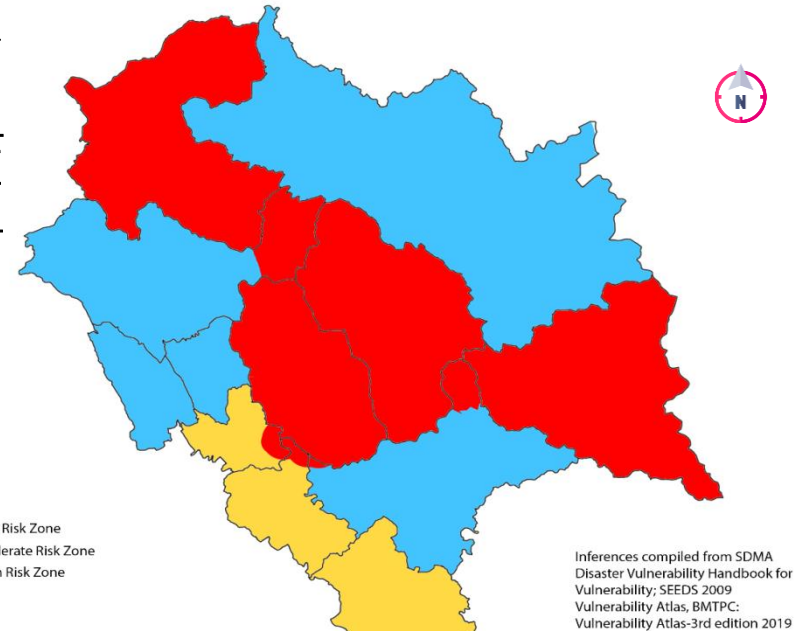 N
Risk Zone
Risk Zone
Risk Zone
Inferences compiled from SDMA
Disaster Vulnerability Handbook for
Vulnerability; SEEDS 2009
Vulnerability Atlas, BMTPC:
Vulnerability Atlas-3rd edition 2019